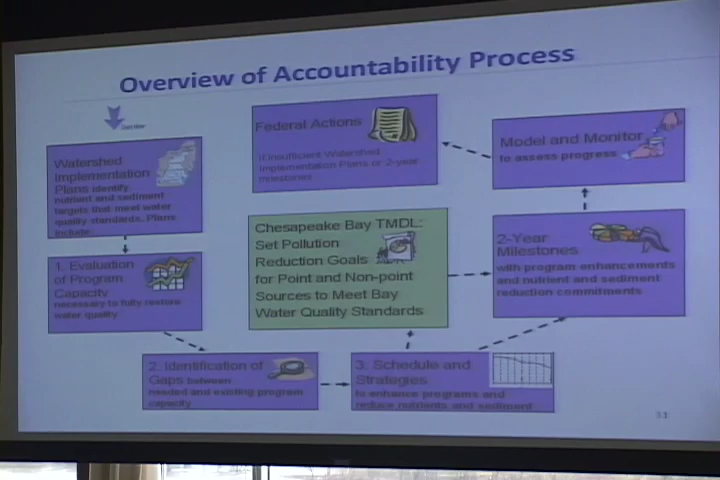 Overview of Accountability Process
Start Here
Watershed
Implementation
Plans identify
nutrient and sediment
targets that meet water
quality standards. Plans
include:
Federal Actions
if insufficient Watershed
Implementation Plans or 2-year
milestones
Model and Monitor
to assess progress
Chesapeake Bay TMDL:
Set Pollution
Reduction Goals
for Point and Non-point
Sources to Meet Bay
Water Quality Standards
2-Year
Milestones
with program enhancements
and nutrient and sediment
reduction commitments
1. Evaluation
of Program
Capacity
necessary to fully restore
water quality
2. Identification of
Gaps between
needed and existing program
capacity
3. Schedule and
Strategies
to enhance programs and
reduce nutrients and sediment